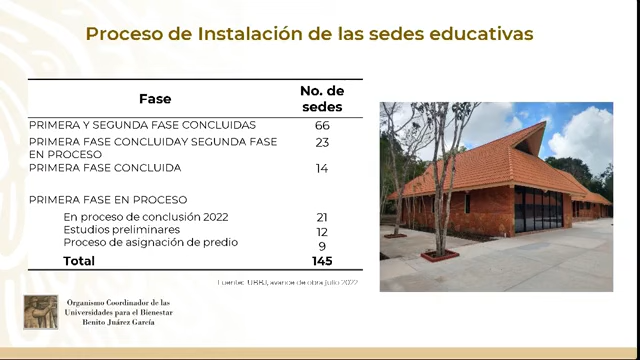 Proceso de Instalación de las sedes educativas
Fase No. de sedes
PRIMERA Y SEGUNDA FASE CONCLUIDAS 66
PRIMERA FASE CONCLUIDAY SEGUNDA FASE 23
EN PROCESO
PRIMERA FASE CONCLUIDA 14
PRIMERA FASE EN PROCESO
En proceso de conclusión 2022 21
Estudios preliminares 12
Proceso de asignación de predio 9
Total 145
Fuente: UBBJ, avance de obra Julio 2022
Organismo Coordinador de las
Universidades para el Bienestar
Benito Juárez García